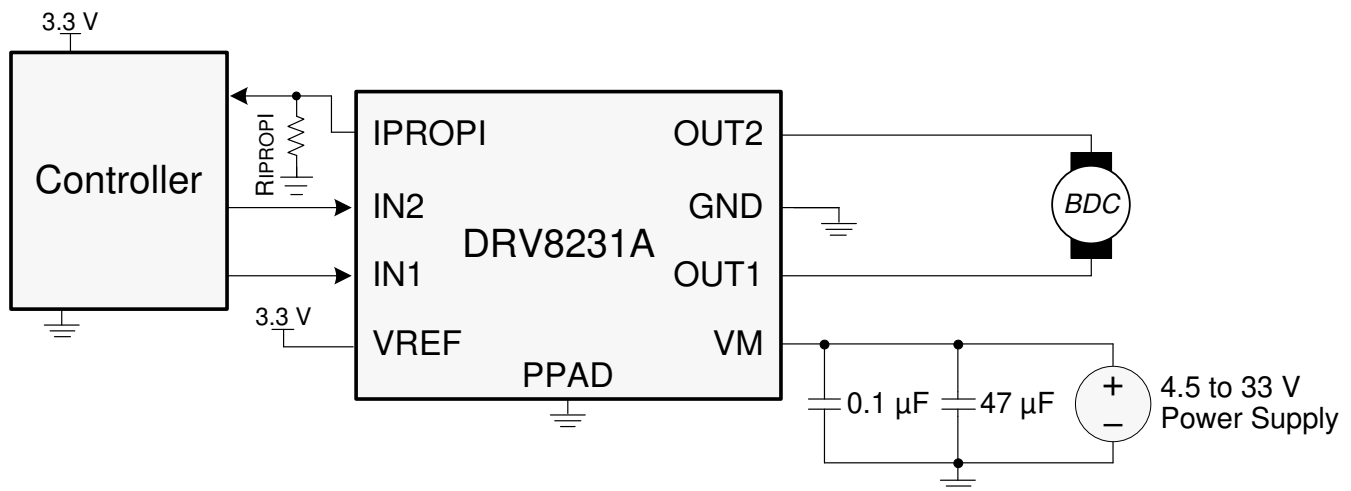 3.3 V
Controller
RIPROPI
3.3 V
IPROPI
IN2
IN1
VREF
DRV8231A
PPAD
OUT2
GND
OUT1
VM
BDC
0.1 µF
47 µF
+
–
4.5 to 33 V
Power Supply